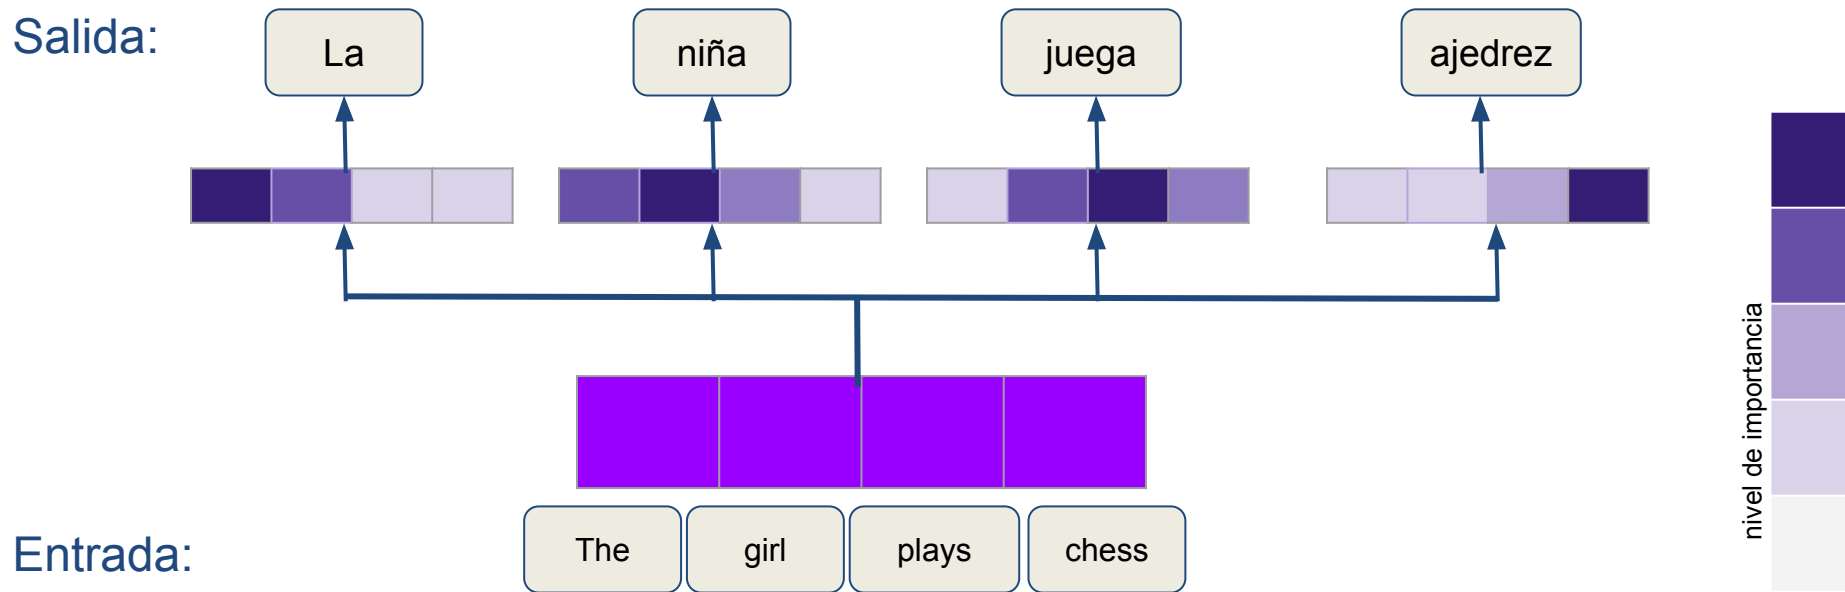 Salida:
La
niña
juega
ajedrez
nivel de importancia
Entrada:
The
girl
plays
chess